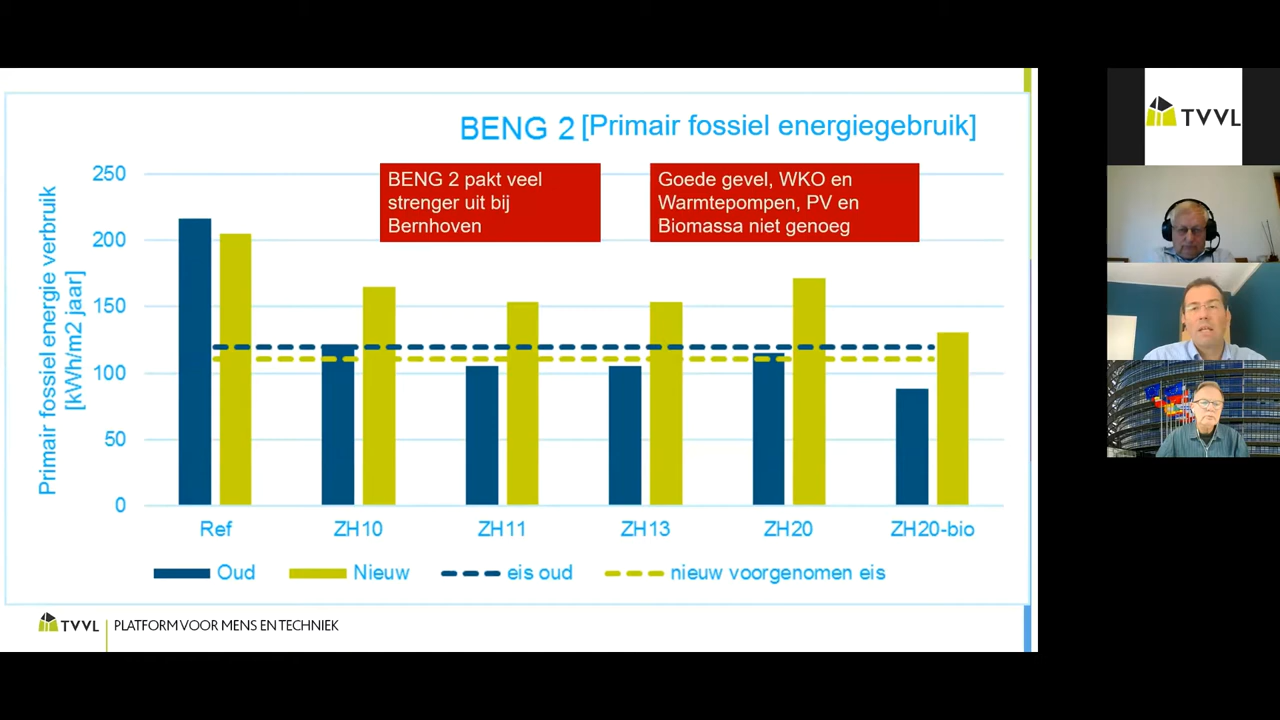 BENG 2 [Primair fossiel energiegebruik]
BENG 2 pakt veel
strenger uit bij
Bernhoven
Goede gevel, WKO en
Warmtepompen, PV en
Biomassa niet genoeg
Primair fossiel energie verbruik
[kWh/m2 jaar]
250
200
150
100
50
0
Ref ZH10 ZH11 ZH13 ZH20 ZH20-bio
Oud Nieuw eis oud nieuw voorgenomen eis
TVVL PLATFORM VOOR MENS EN TECHNIEK
TVVL